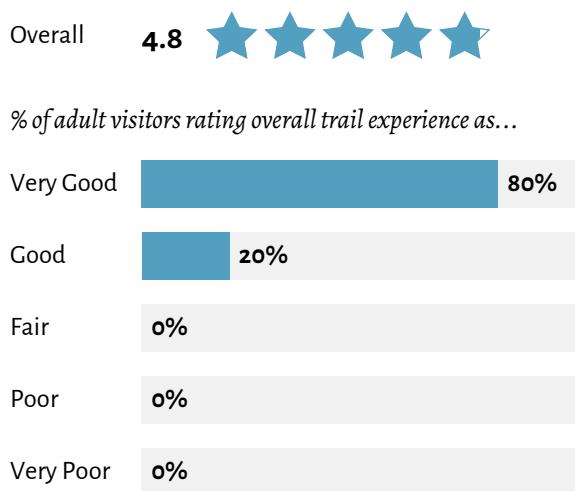 Overall 4.8
% of adult visitors rating overall trail experience as...
Very Good 80%
Good 20%
Fair 0%
Poor 0%
Very Poor 0%